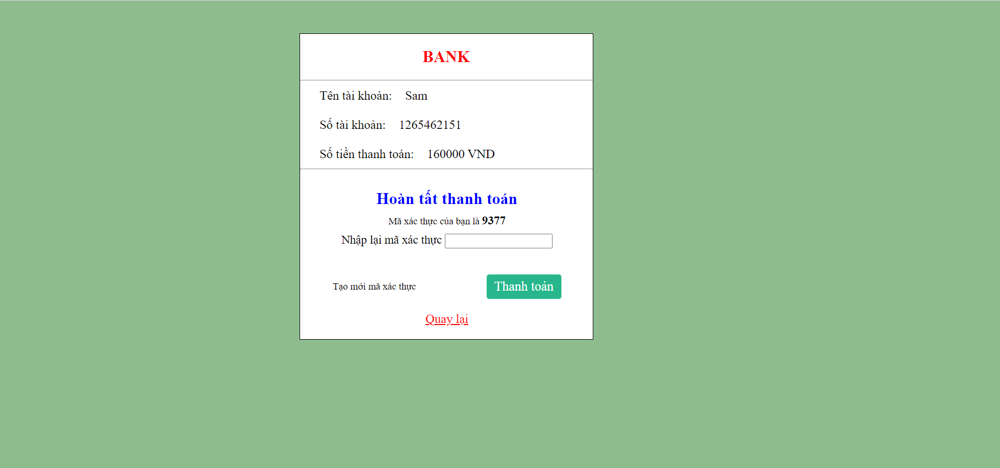 BANK
Tên tài khoản: Sam
Số tài khoản: 1265462151
Số tiền thanh toán: 160000 VND
Hoàn tất thanh toán
Mã xác thực của bạn là 9377
Nhập lại mã xác thực
Tạo mới mã xác thực
Thanh toán
Quay lại